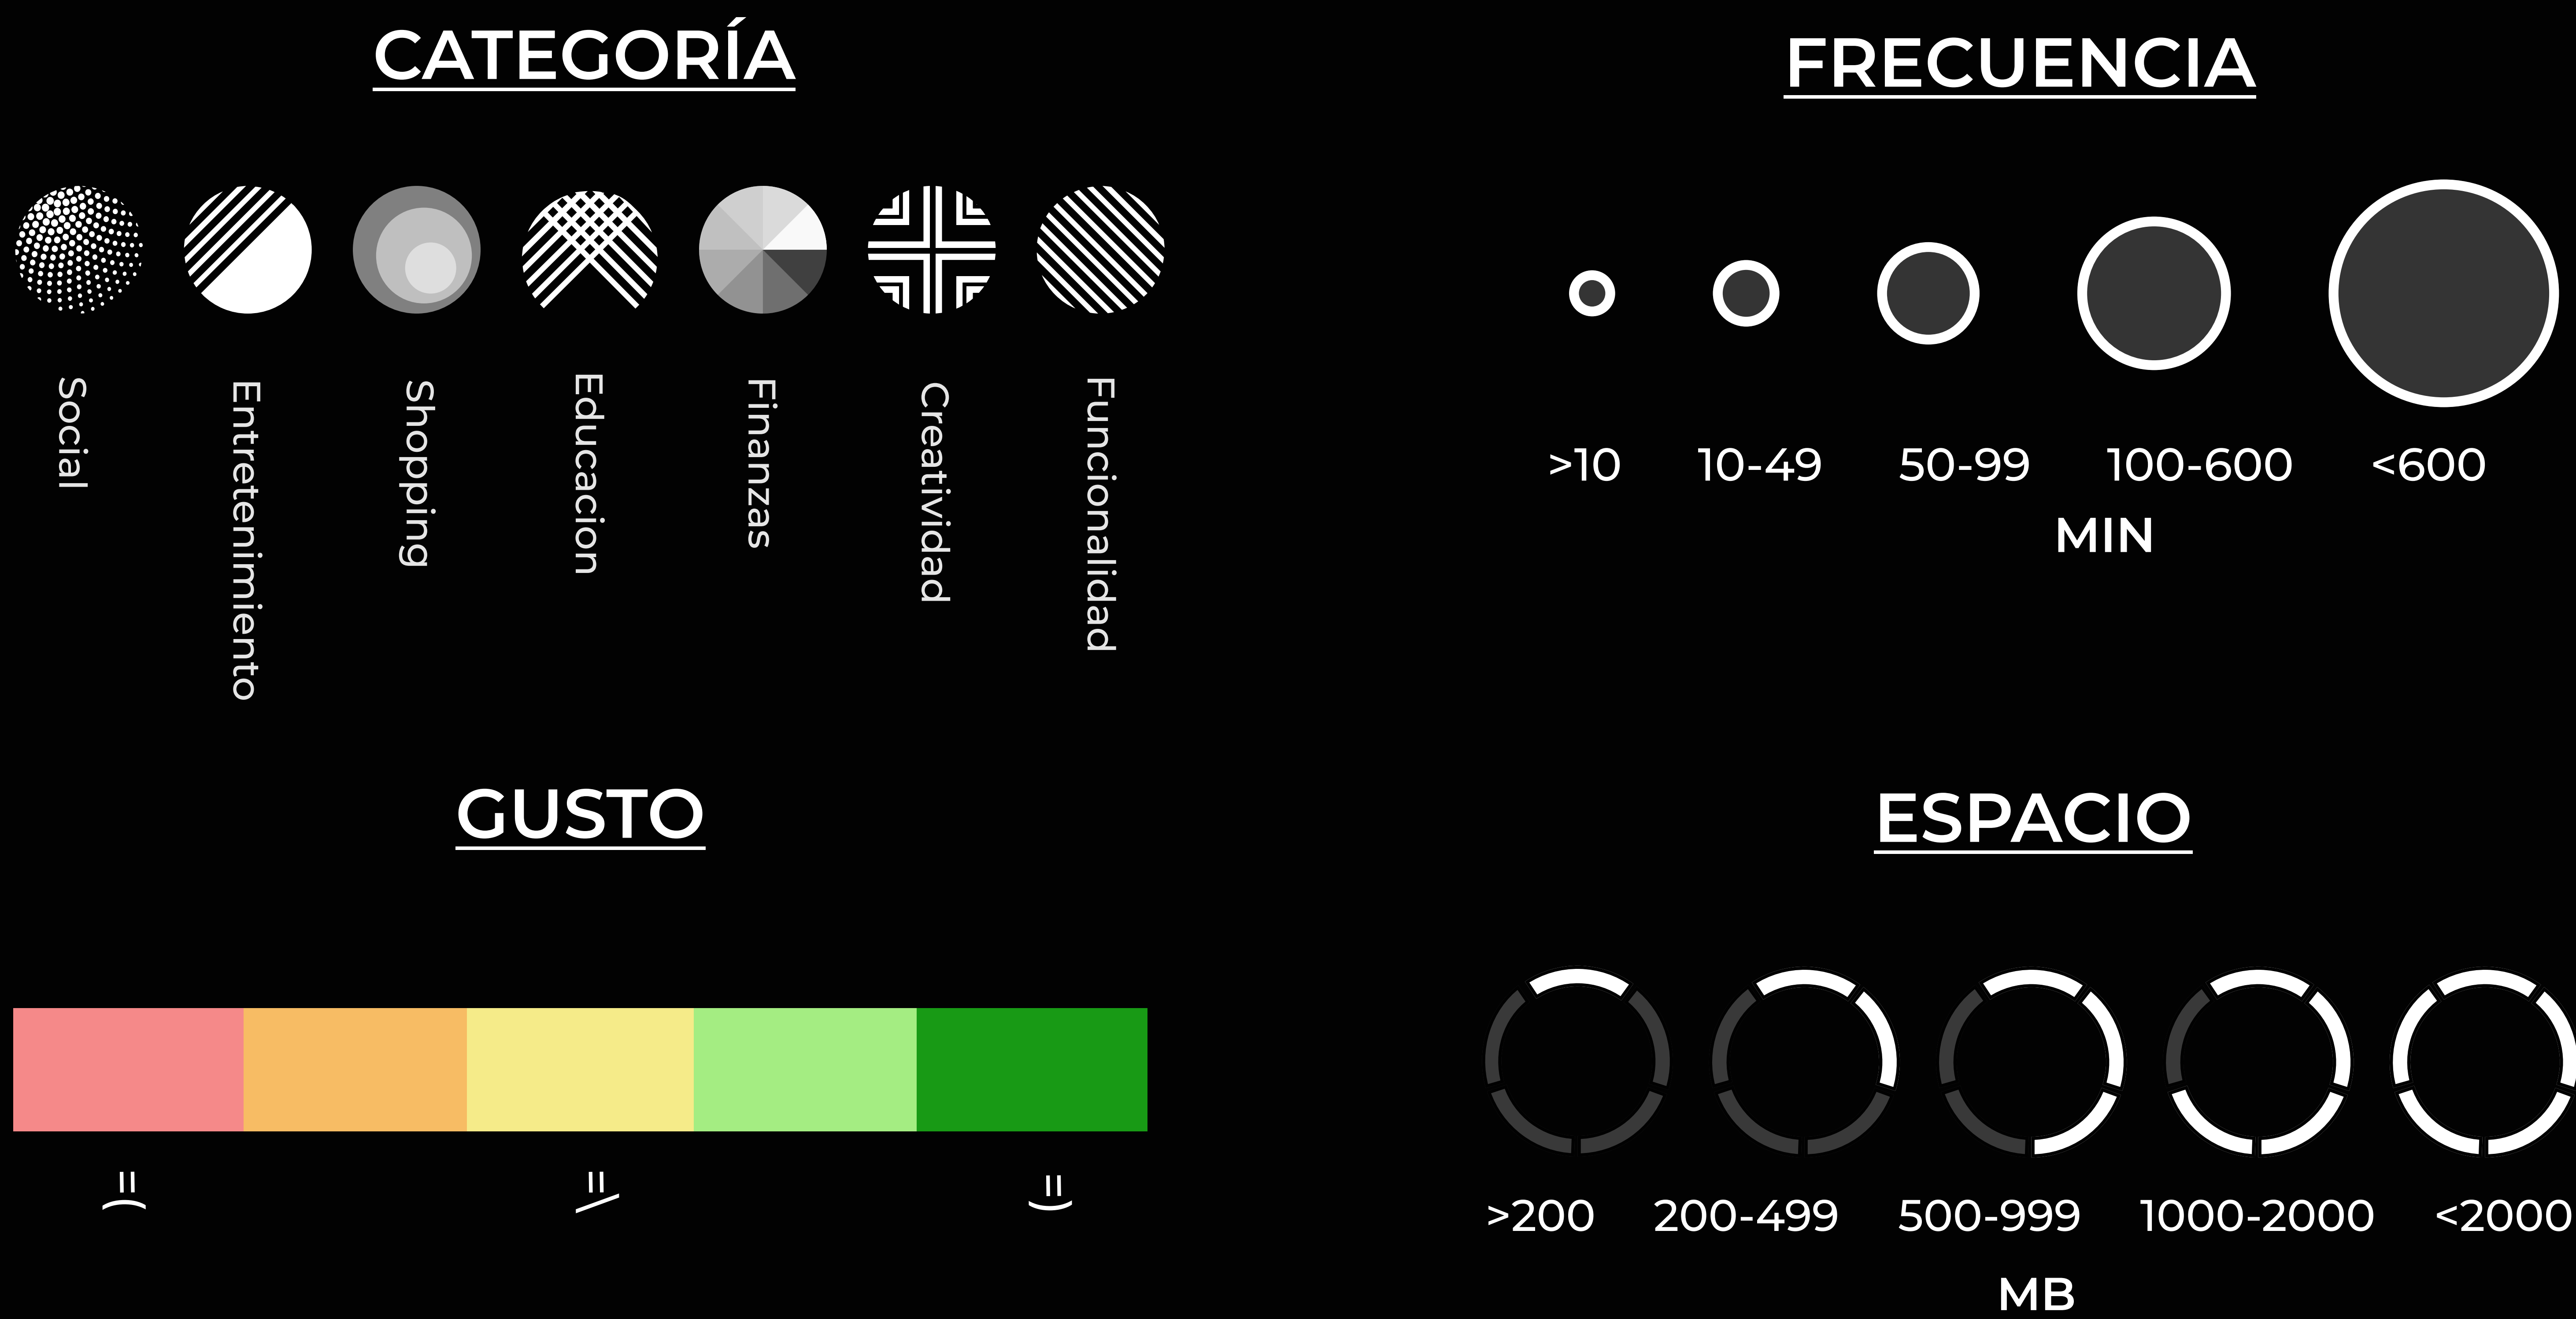 CATEGORÍA
Social
Entretenimiento
Shopping
Educacion
Finanzas
Creatividad
Funcionalidad
FRECUENCIA
>10 10-49 50-99 100-600 <600
MIN
GUSTO
=( =/ =)
ESPACIO
>200 200-499 500-999 1000-2000 <2000
MB